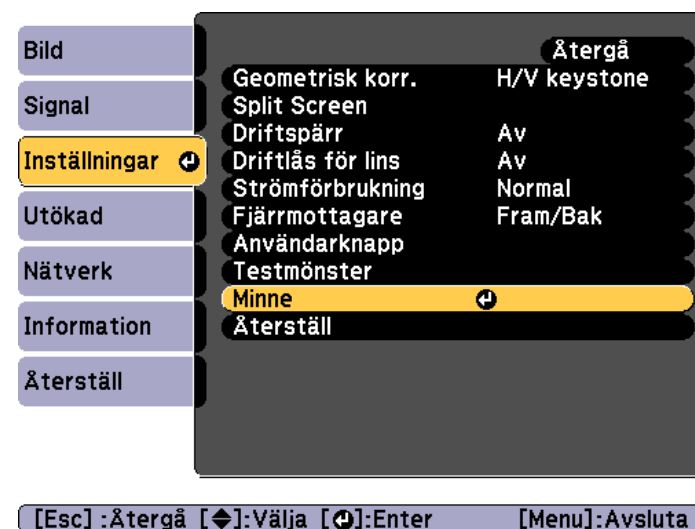 Bild
Signal
Inställningar
Utökad
Nätverk
Information
Återställ
Återgå
Geometrisk korr. H/V keystone
Split Screen
Driftspärr Av
Driftlås för lins Av
Strömförbrukning Normal
Fjärrmottagare Fram/Bak
Användarknapp
Testmönster
Minne
Återställ
[Esc] :Återgå [◆]:Välja [⏎]:Enter [Menu]:Avsluta